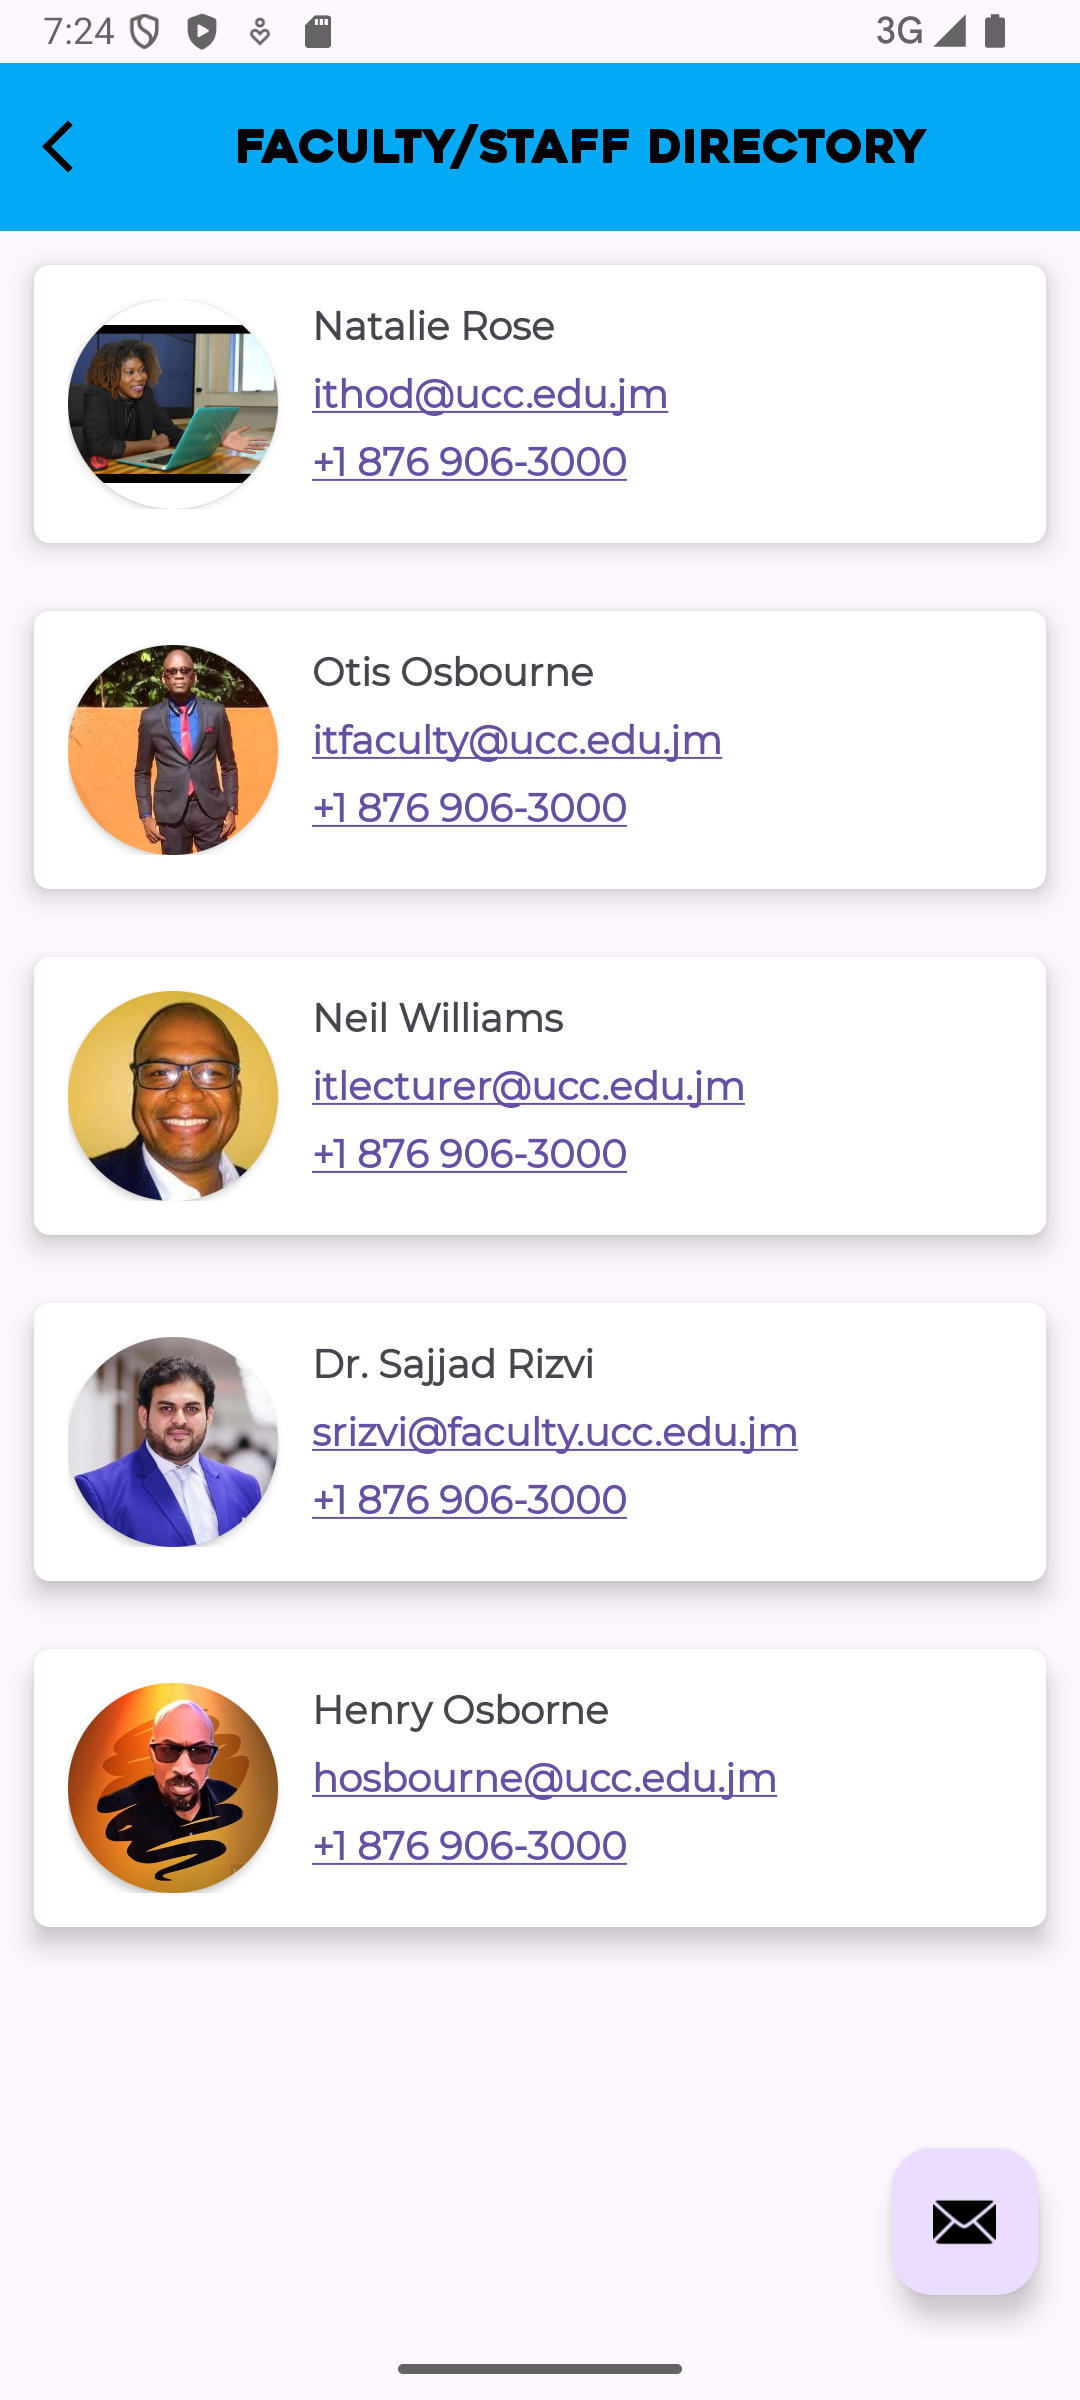 7:24
3G
FACULTY/STAFF DIRECTORY
Natalie Rose
ithod@ucc.edu.jm
+1 876 906-3000
Otis Osbourne
itfaculty@ucc.edu.jm
+1 876 906-3000
Neil Williams
itlecturer@ucc.edu.jm
+1 876 906-3000
Dr. Sajjad Rizvi
srizvi@faculty.ucc.edu.jm
+1 876 906-3000
Henry Osborne
hosbourne@ucc.edu.jm
+1 876 906-3000